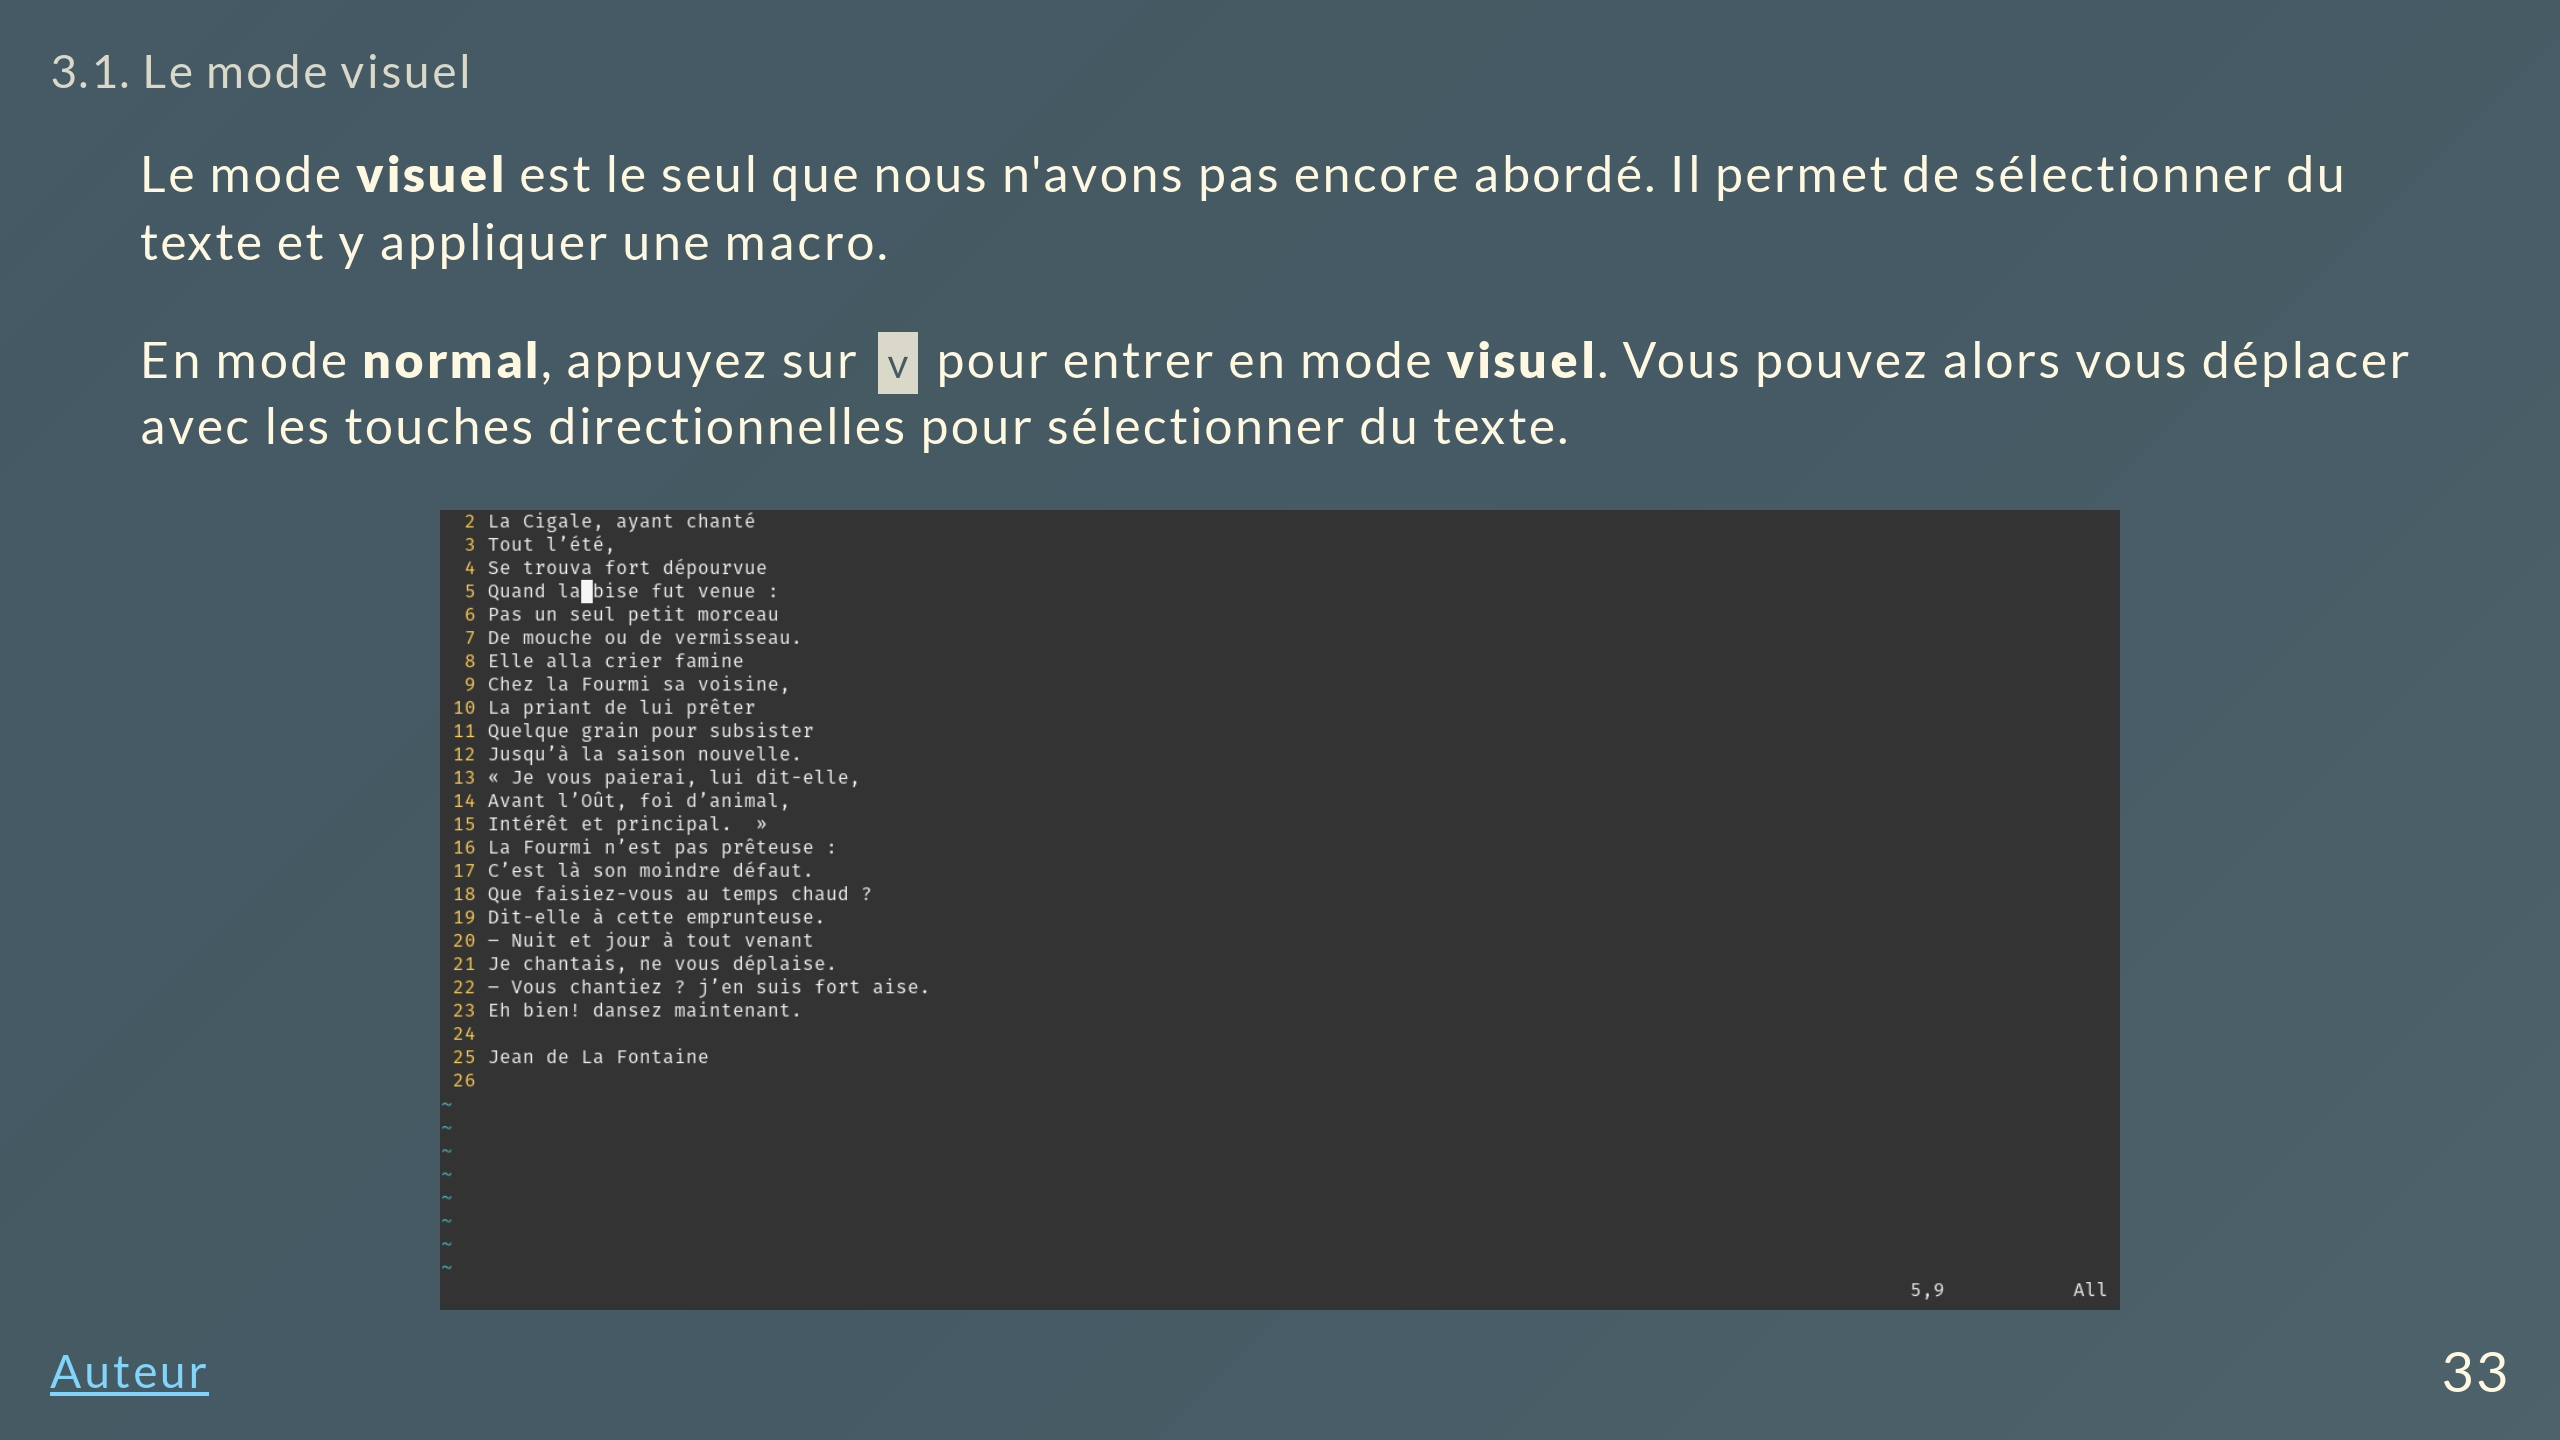 3.1. Le mode visuel
Le mode visuel est le seul que nous n'avons pas encore abordé. Il permet de sélectionner du
texte et y appliquer une macro.
En mode normal, appuyez sur v pour entrer en mode visuel. Vous pouvez alors vous déplacer
avec les touches directionnelles pour sélectionner du texte.
2 La Cigale, ayant chanté
3 Tout l’été,
4 Se trouva fort dépourvue
5 Quand la bise fut venue :
6 Pas un seul petit morceau
7 De mouche ou de vermisseau.
8 Elle alla crier famine
9 Chez la Fourmi sa voisine,
10 La priant de lui prêter
11 Quelque grain pour subsister
12 Jusqu’à la saison nouvelle.
13 « Je vous paierai, lui dit-elle,
14 Avant l’Oût, foi d’animal,
15 Intérêt et principal.  »
16 La Fourmi n’est pas prêteuse :
17 C’est là son moindre défaut.
18 Que faisiez-vous au temps chaud ?
19 Dit-elle à cette emprunteuse.
20 — Nuit et jour à tout venant
21 Je chantais, ne vous déplaise.
22 — Vous chantiez ? j’en suis fort aise.
23 Eh bien! dansez maintenant.
24
25 Jean de La Fontaine
26
~
~
~
~
~
~
~
~
5,9 All
Auteur
33